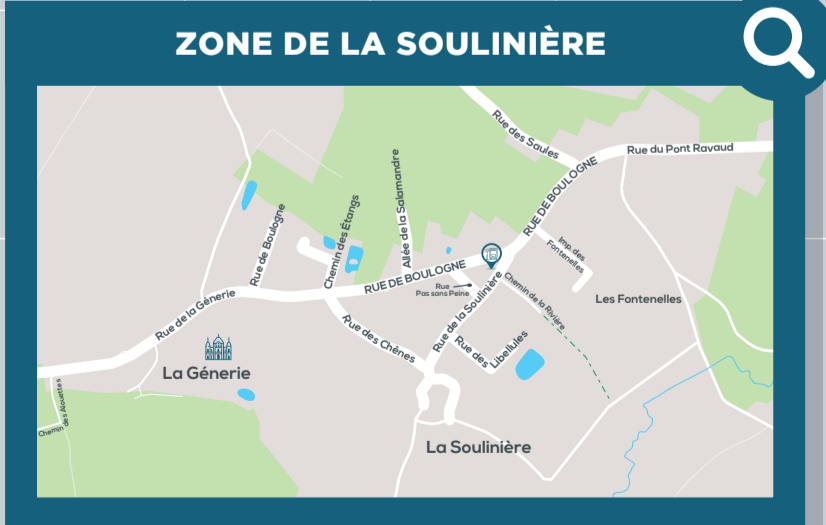 ZONE DE LA SOULINIÈRE
Rue des Saules
Rue du Pont Ravaud
RUE DE BOULOGNE
Allée de la Salamandre
Chemin des Étangs
Rue de Boulogne
Imp. des
Fontenelles
RUE DE BOULOGNE
Rue
Pas sans Peine
Chemin de la Rivière
Les Fontenelles
Rue de la Génerie
Rue de la Soulinière
Rue des Chênes
Rue des
Libellules
La Génerie
Chemin des Alouettes
La Soulinière